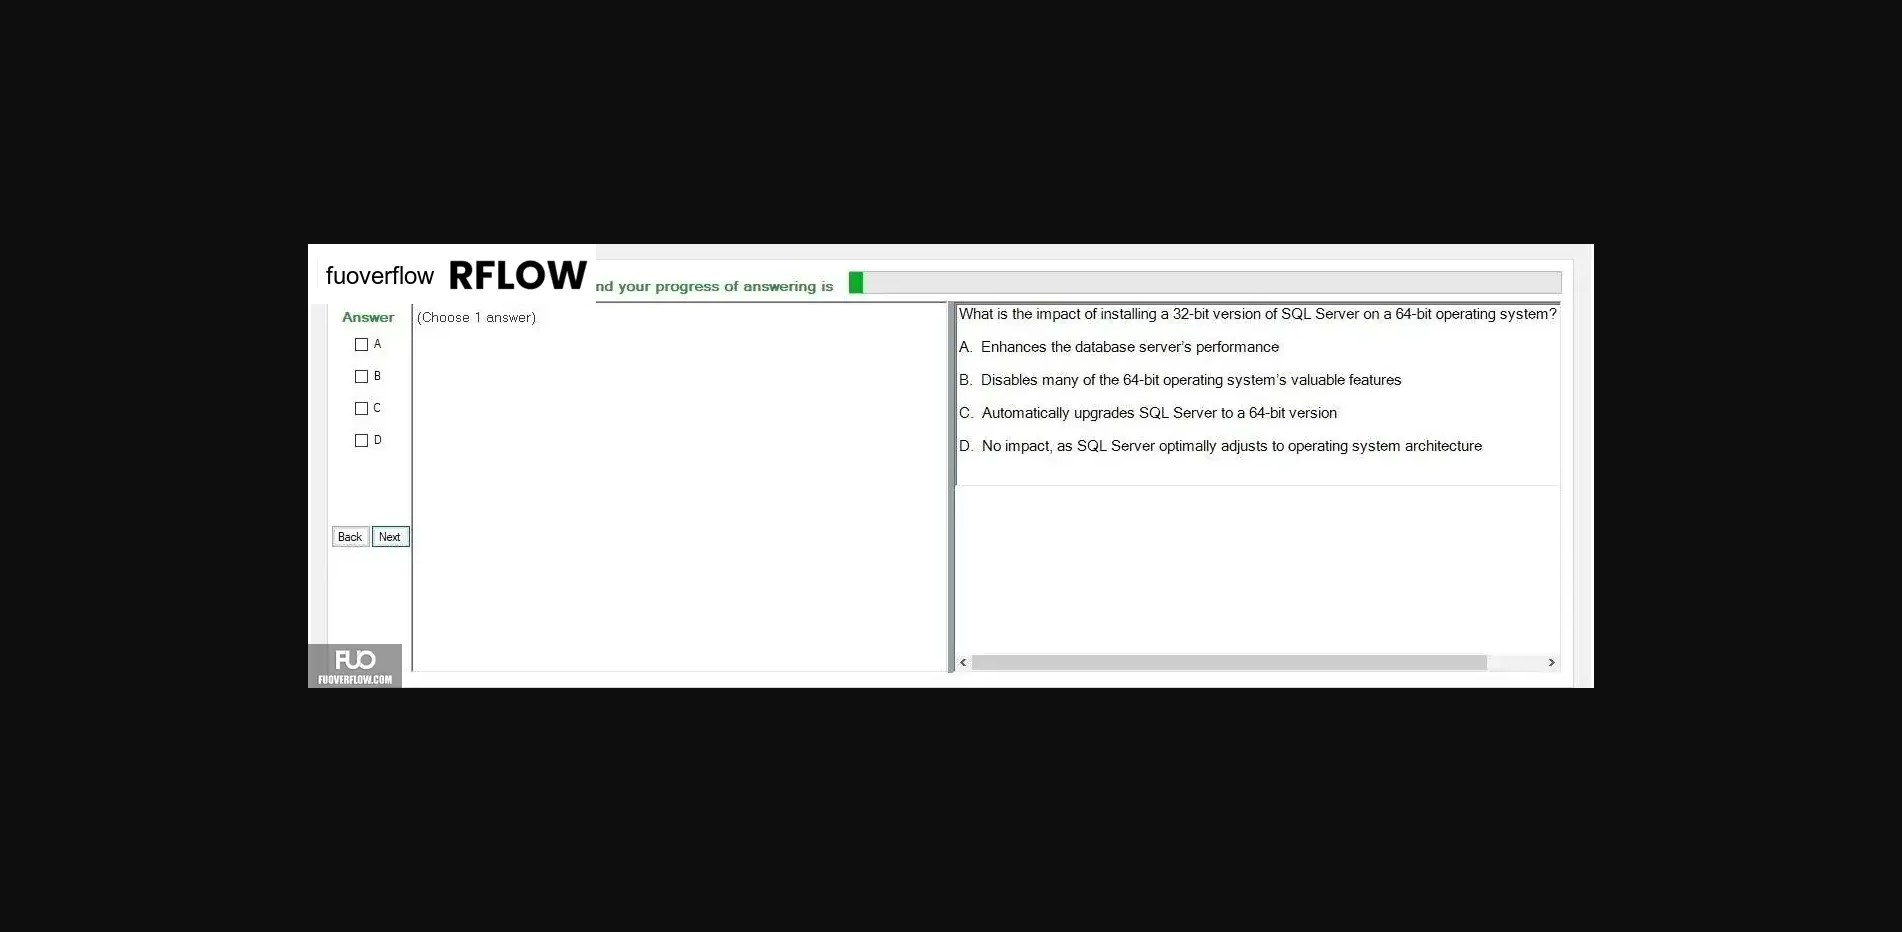 fuoverflow RFLOW
nd your progress of answering is
Answer
(Choose 1 answer)
A
B
C
D
Back
Next
What is the impact of installing a 32-bit version of SQL Server on a 64-bit operating system?
A. Enhances the database server’s performance
B. Disables many of the 64-bit operating system’s valuable features
C. Automatically upgrades SQL Server to a 64-bit version
D. No impact, as SQL Server optimally adjusts to operating system architecture
FUO
FUOVERFLOW.COM